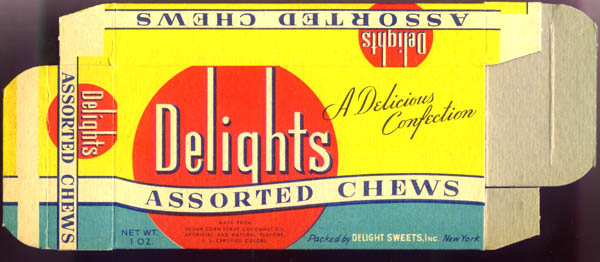 ASSORTED CHEWS
Delights
ASSORTED CHEWS
Delights
Delights
A Delicious
Confection
ASSORTED CHEWS
MADE FROM
SUGAR CORN SYRUP COCOANUT OIL
ARTIFICIAL AND NATURAL FLAVORS
U.S. CERTIFIED COLORS
NET WT.
1 OZ.
Packed by DELIGHT SWEETS, INC. New York